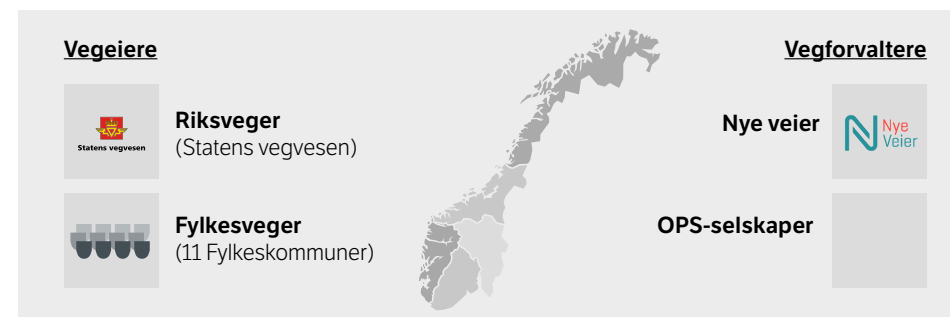 Vegeiere
Statens vegvesen
Riksveger
(Statens vegvesen)
Fylkesveger
(11 Fylkeskommuner)
Vegforvaltere
Nye veier
Nye
Veier
OPS-selskaper